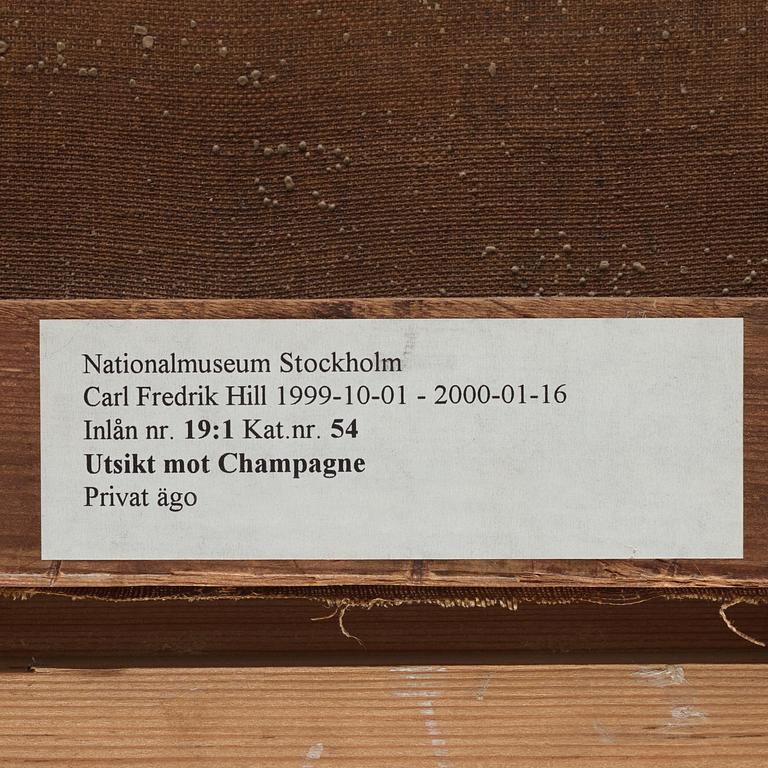 Nationalmuseum Stockholm
Carl Fredrik Hill 1999-10-01 - 2000-01-16
Inlån nr. 19:1 Kat.nr. 54
Utsikt mot Champagne
Privat ägo